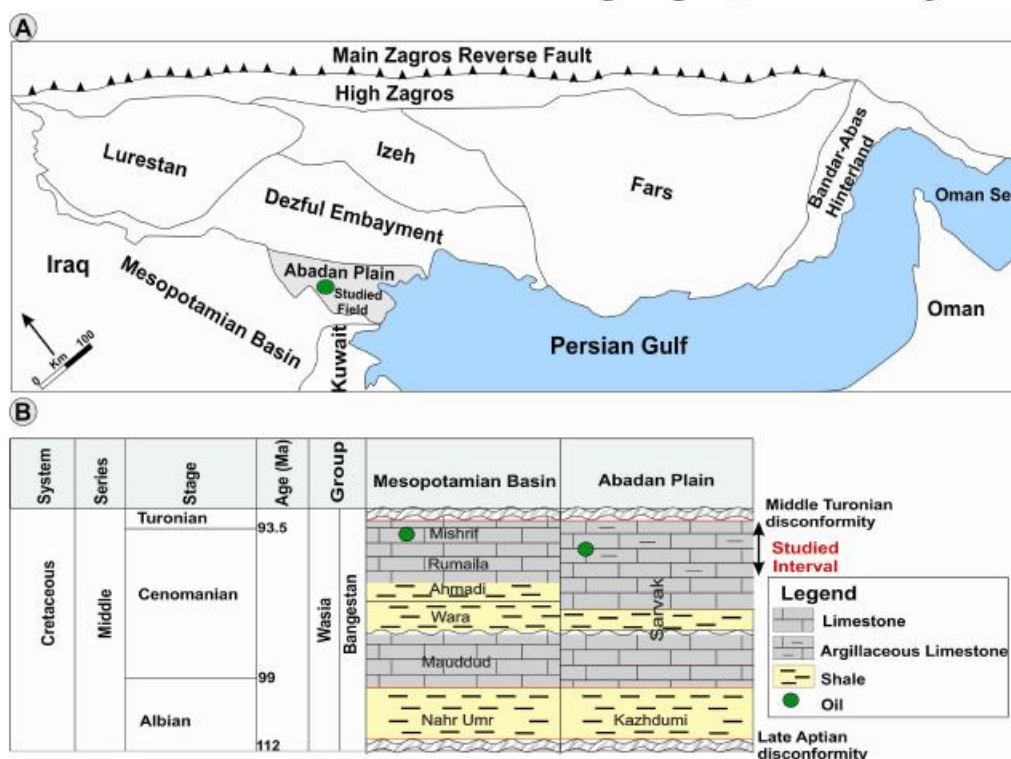 A
Main Zagros Reverse Fault
High Zagros
Lurestan
Izeh
Fars
Bandar-Abas
Hinterland
Oman Se
Dezful Embayment
Iraq
Mesopotamian Basin
Abadan Plain
Studied
Field
Kuwait
Persian Gulf
Oman
Km
0
100
B
System
Series
Stage
Age (Ma)
Group
Mesopotamian Basin
Abadan Plain
Cretaceous
Middle
Turonian
93.5
Cenomanian
99
Albian
112
Wasia
Bangestan
Mishrif
Rumaila
Ahmadi
Wara
Mauddud
Nahr Umr
Sarvak
Kazhdumi
Middle Turonian
disconformity
Studied
Interval
Legend
Limestone
Argillaceous Limestone
Shale
Oil
Late Aptian
disconformity